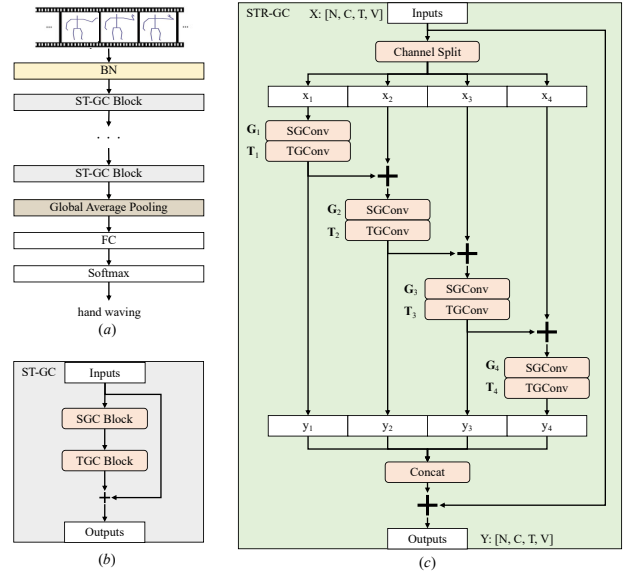 ... ...
BN
ST-GC Block
. . .
ST-GC Block
Global Average Pooling
FC
Softmax
hand waving
(a)
ST-GC
Inputs
SGC Block
TGC Block
+
Outputs
(b)
STR-GC X: [N, C, T, V] Inputs
Channel Split
x1 x2 x3 x4
G1 SGConv
T1 TGConv
+
G2 SGConv
T2 TGConv
+
G3 SGConv
T3 TGConv
+
G4 SGConv
T4 TGConv
y1 y2 y3 y4
Concat
+
Outputs Y: [N, C, T, V]
(c)